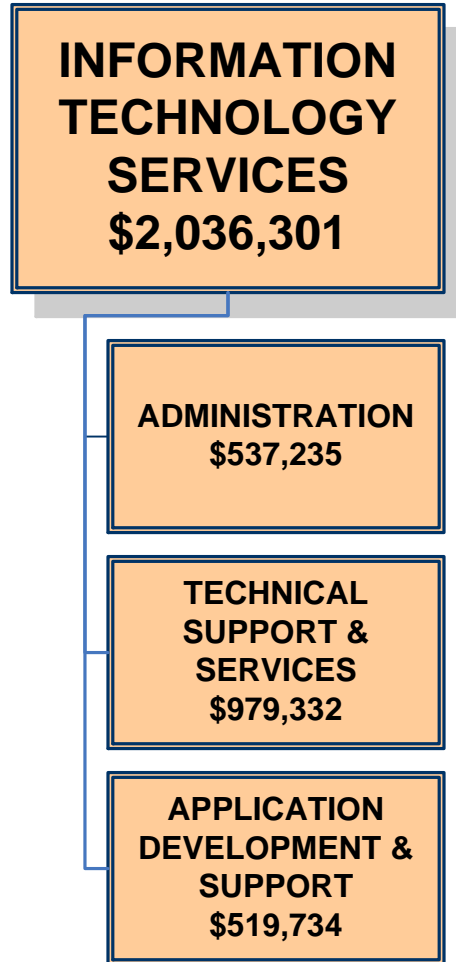 INFORMATION
TECHNOLOGY
SERVICES
$2,036,301
ADMINISTRATION
$537,235
TECHNICAL
SUPPORT &
SERVICES
$979,332
APPLICATION
DEVELOPMENT &
SUPPORT
$519,734